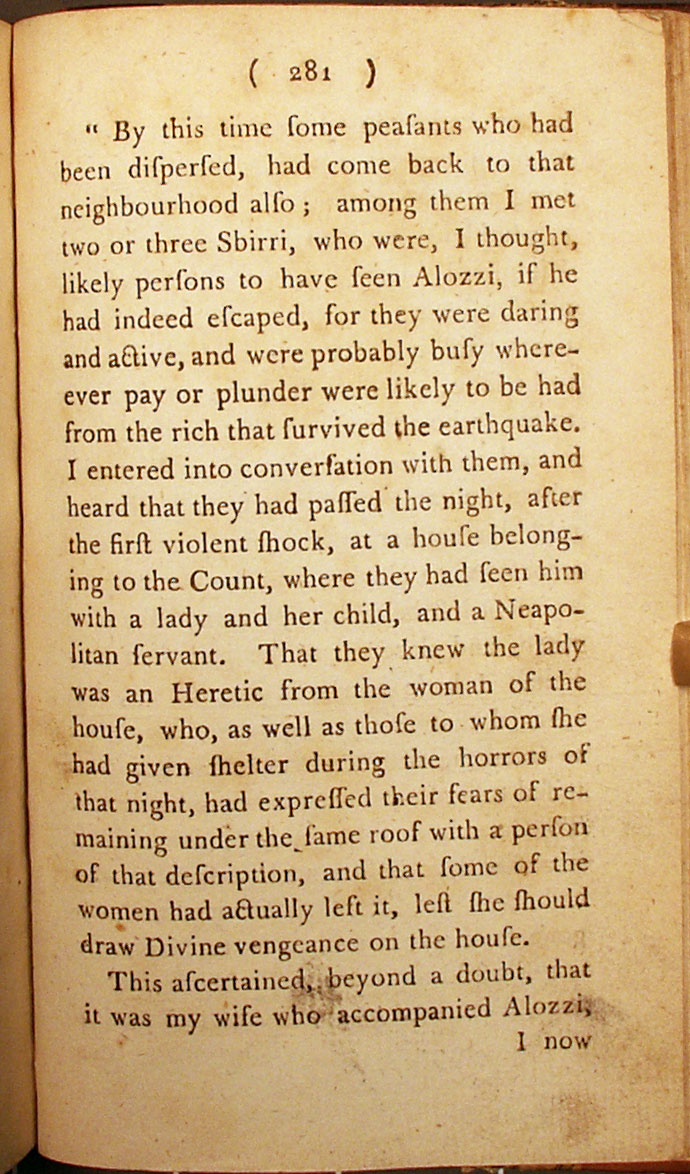 ( 281 )
" By this time ſome peaſants who had
been diſperſed, had come back to that
neighbourhood alſo ; among them I met
two or three Sbirri, who were, I thought,
likely perſons to have ſeen Alozzi, if he
had indeed eſcaped, for they were daring
and active, and were probably buſy where-
ever pay or plunder were likely to be had
from the rich that ſurvived the earthquake.
I entered into converſation with them, and
heard that they had paſſed the night, after
the firſt violent ſhock, at a houſe belong-
ing to the Count, where they had ſeen him
with a lady and her child, and a Neapo-
litan ſervant. That they knew the lady
was an Heretic from the woman of the
houſe, who, as well as thoſe to whom ſhe
had given ſhelter during the horrors of
that night, had expreſſed their fears of re-
maining under the ſame roof with a perſon
of that deſcription, and that ſome of the
women had actually left it, leſt ſhe ſhould
draw Divine vengeance on the houſe.
This aſcertained, beyond a doubt, that
it was my wife who accompanied Alozzi,
I now